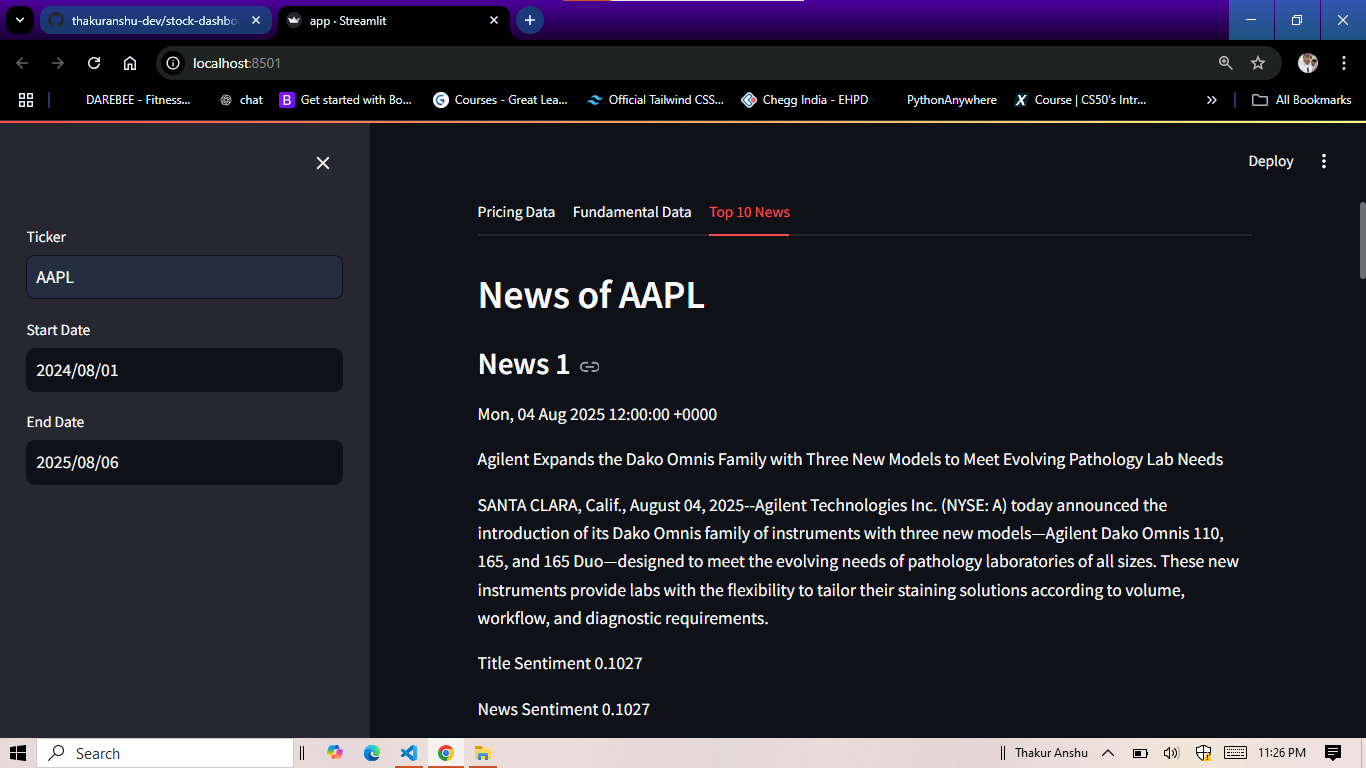 thakuranshu-dev/stock-dashbo
app · Streamlit
localhost:8501
DAREBEE - Fitness...
chat
B
Get started with Bo...
G
Courses - Great Lea...
Official Tailwind CSS...
Chegg India - EHPD
PythonAnywhere
X
Course | CS50's Intr...
»
All Bookmarks
Deploy
Ticker
AAPL
Start Date
2024/08/01
End Date
2025/08/06
Pricing Data
Fundamental Data
Top 10 News
News of AAPL
News 1
Mon, 04 Aug 2025 12:00:00 +0000
Agilent Expands the Dako Omnis Family with Three New Models to Meet Evolving Pathology Lab Needs
SANTA CLARA, Calif., August 04, 2025--Agilent Technologies Inc. (NYSE: A) today announced the
introduction of its Dako Omnis family of instruments with three new models—Agilent Dako Omnis 110,
165, and 165 Duo—designed to meet the evolving needs of pathology laboratories of all sizes. These new
instruments provide labs with the flexibility to tailor their staining solutions according to volume,
workflow, and diagnostic requirements.
Title Sentiment 0.1027
News Sentiment 0.1027
Search
Thakur Anshu
11:26 PM